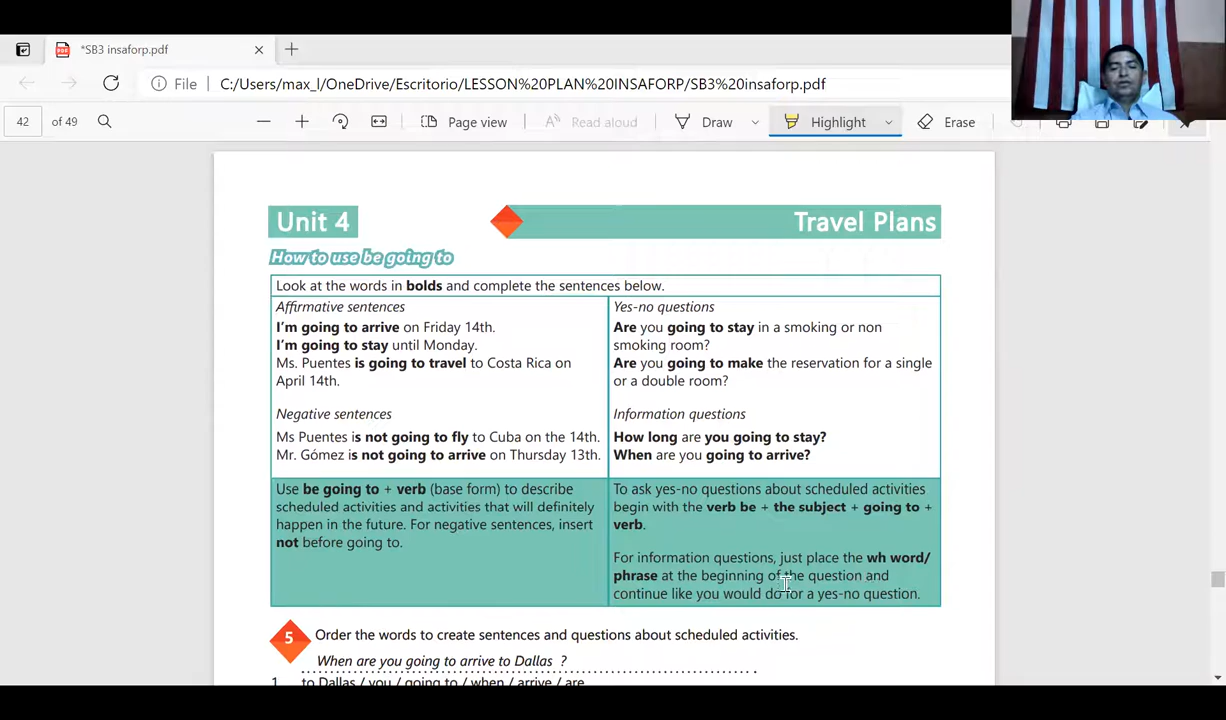 *SB3 insaforp.pdf
File C:/Users/max_l/OneDrive/Escritorio/LESSON%20PLAN%20INSAFORP/SB3%20insaforp.pdf
42 of 49 Page view Read aloud Draw Highlight Erase
Unit 4 Travel Plans
How to use be going to
Look at the words in bolds and complete the sentences below.
Affirmative sentences
I'm going to arrive on Friday 14th.
I'm going to stay until Monday.
Ms. Puentes is going to travel to Costa Rica on
April 14th.
Negative sentences
Ms Puentes is not going to fly to Cuba on the 14th.
Mr. Gómez is not going to arrive on Thursday 13th.
Yes-no questions
Are you going to stay in a smoking or non
smoking room?
Are you going to make the reservation for a single
or a double room?
Information questions
How long are you going to stay?
When are you going to arrive?
Use be going to + verb (base form) to describe
scheduled activities and activities that will definitely
happen in the future. For negative sentences, insert
not before going to.
To ask yes-no questions about scheduled activities
begin with the verb be + the subject + going to +
verb.
For information questions, just place the wh word/
phrase at the beginning of the question and
continue like you would do for a yes-no question.
5 Order the words to create sentences and questions about scheduled activities.
When are you going to arrive to Dallas ?
1 to Dallas / you / going to / when / arrive / are